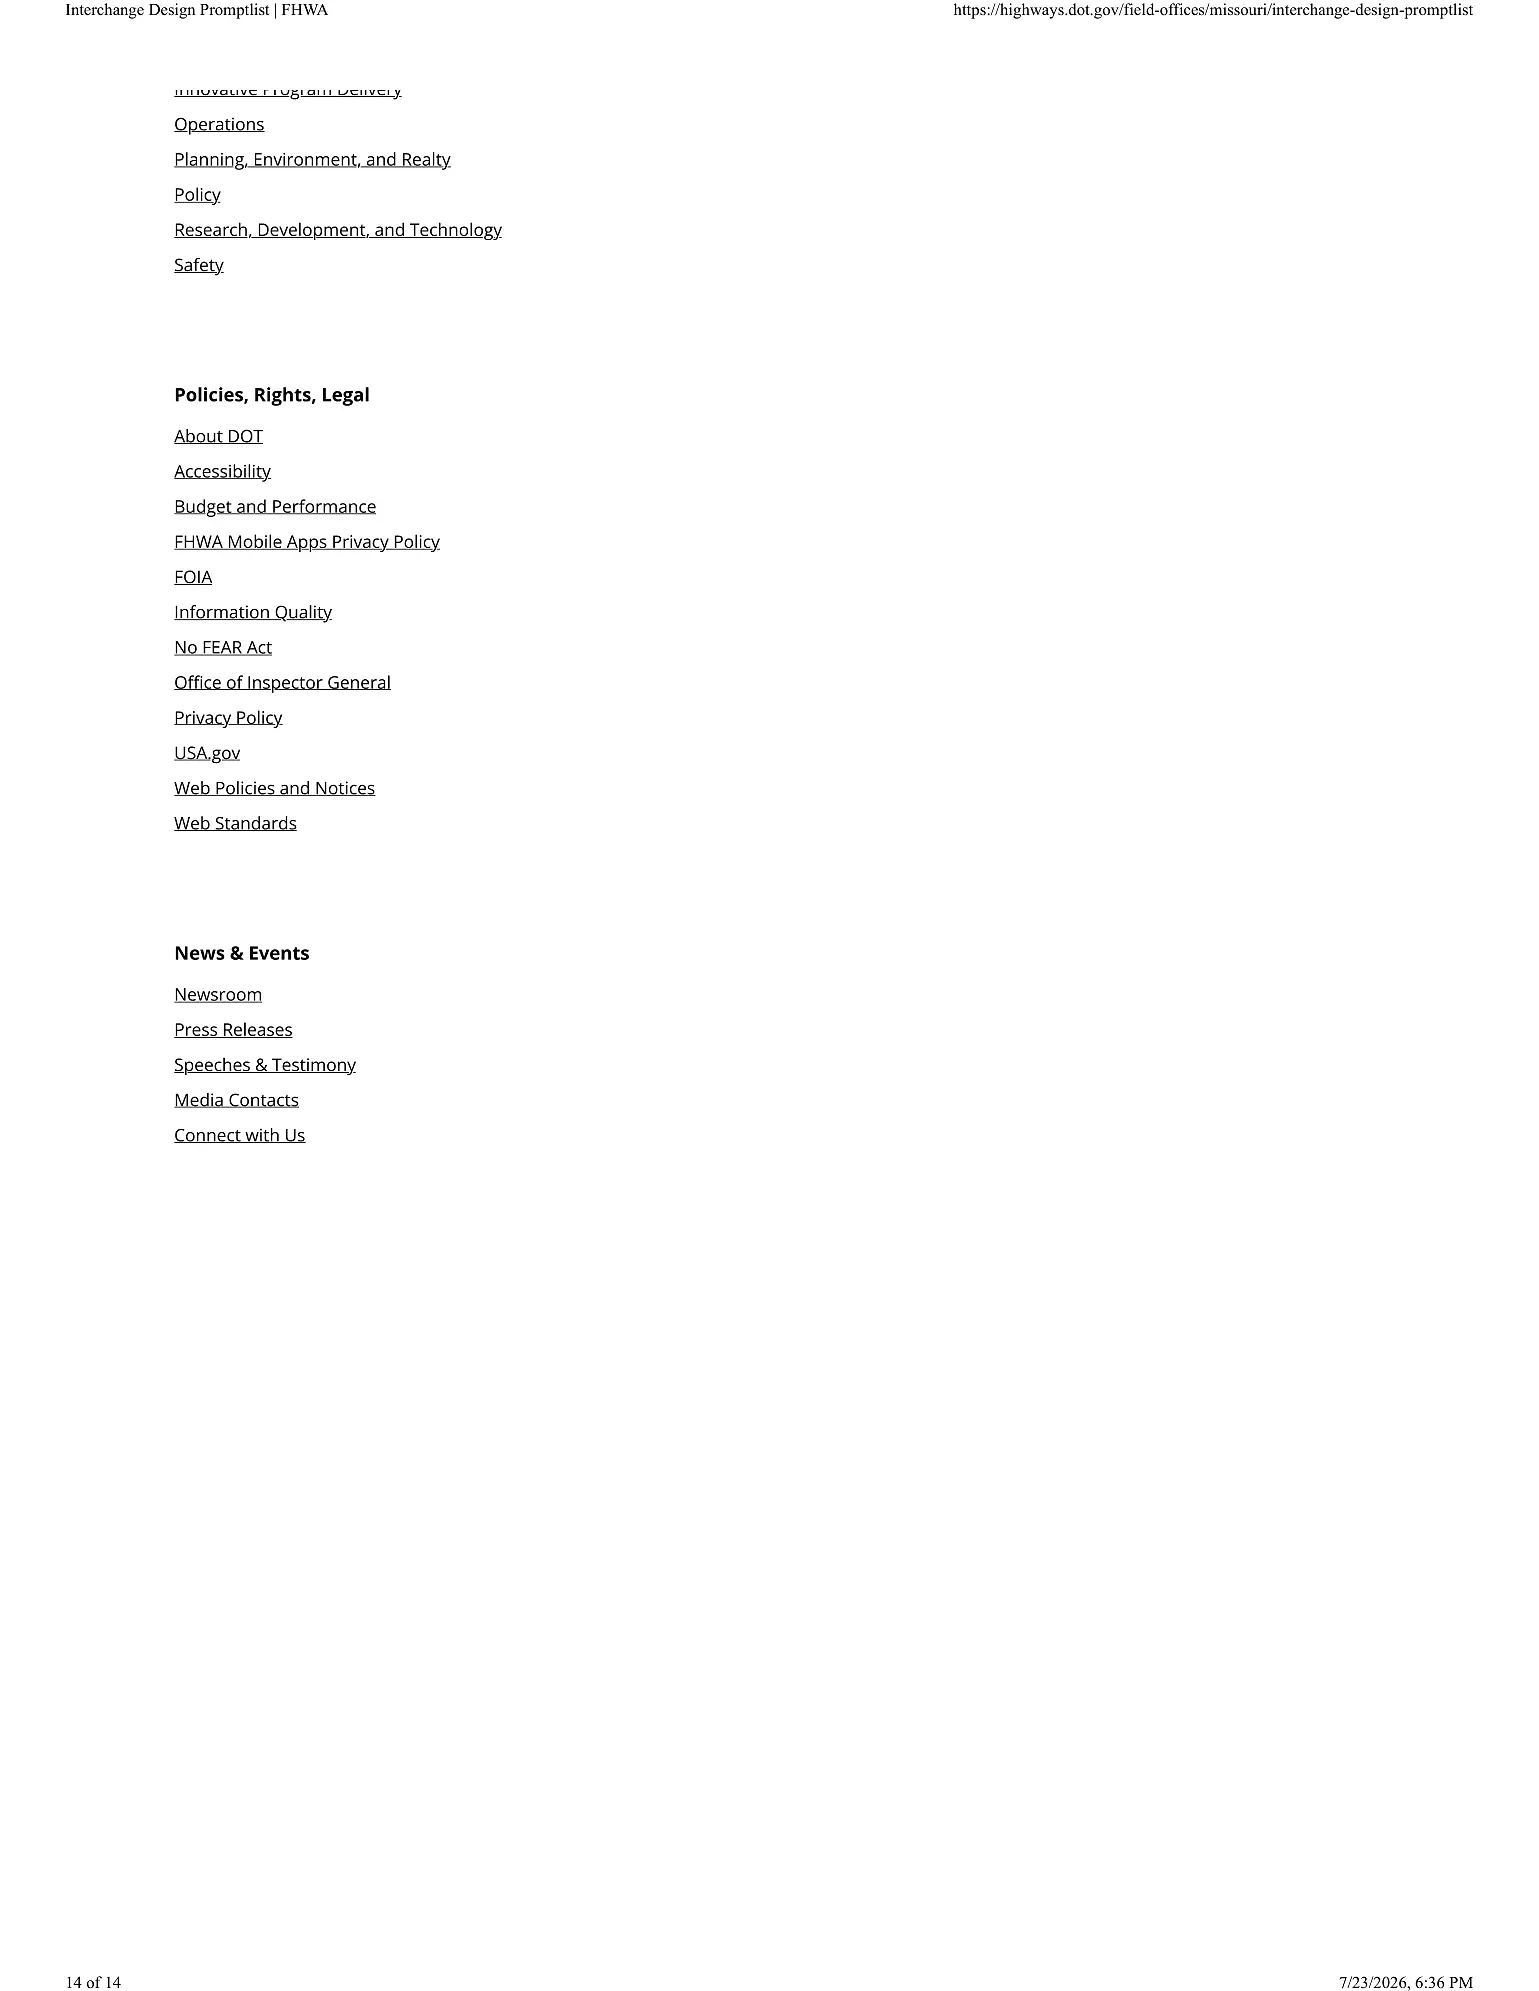 Interchange Design Promptlist | FHWA
https://highways.dot.gov/field-offices/missouri/interchange-design-promptlist
Innovative Program Delivery
Operations
Planning, Environment, and Realty
Policy
Research, Development, and Technology
Safety
Policies, Rights, Legal
About DOT
Accessibility
Budget and Performance
FHWA Mobile Apps Privacy Policy
FOIA
Information Quality
No FEAR Act
Office of Inspector General
Privacy Policy
USA.gov
Web Policies and Notices
Web Standards
News & Events
Newsroom
Press Releases
Speeches & Testimony
Media Contacts
Connect with Us
14 of 14
7/23/2026, 6:36 PM